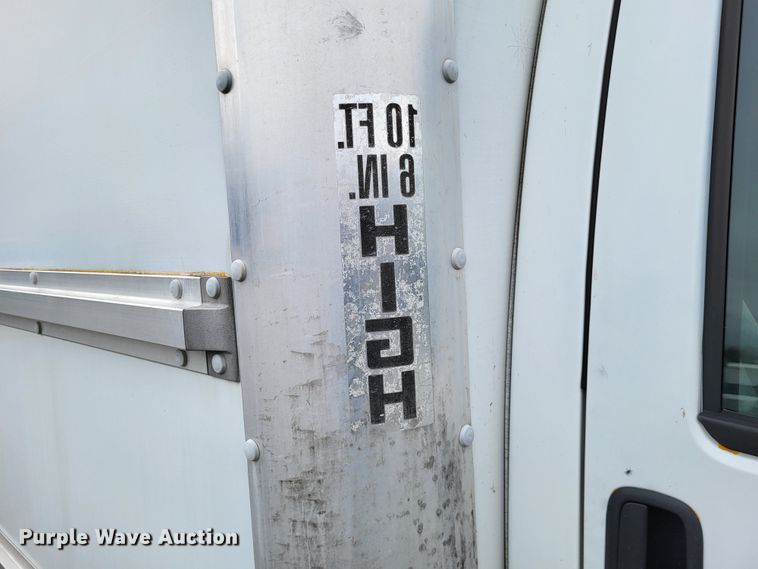 10 FT.
6 IN.
HIGH
Purple Wave Auction